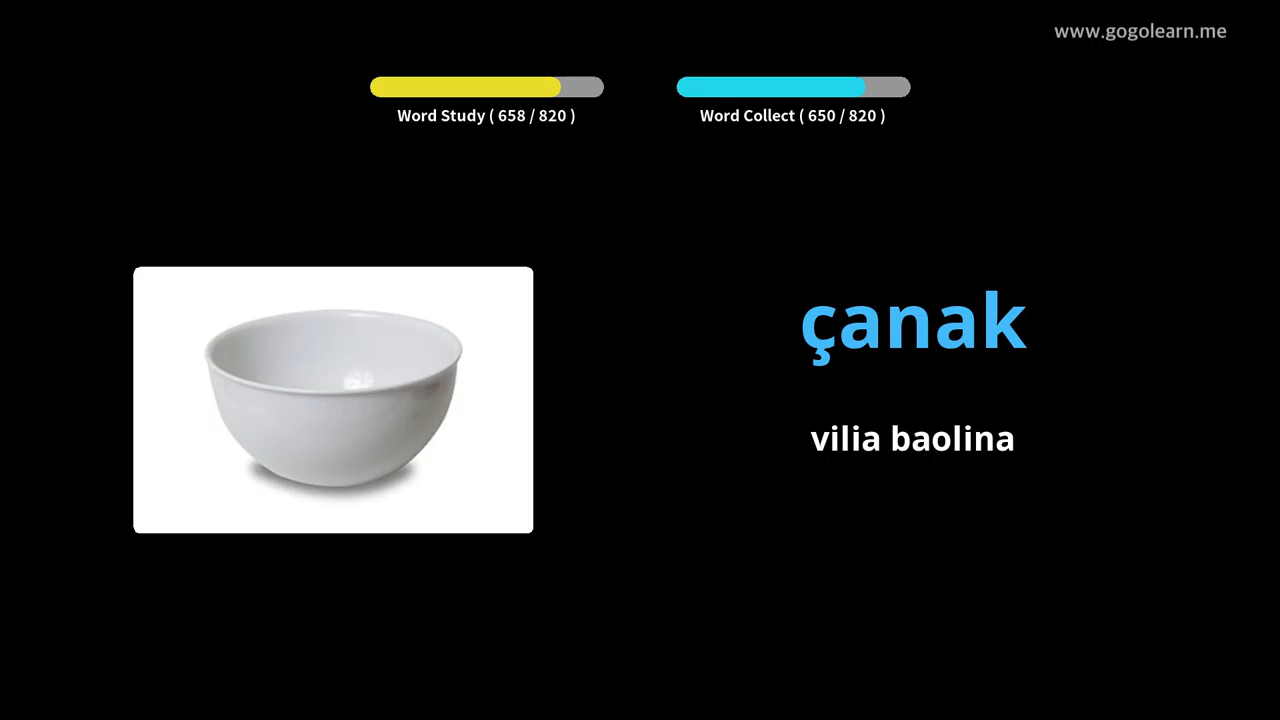 www.gogolearn.me
Word Study ( 658 / 820 )
Word Collect ( 650 / 820 )
çanak
vilia baolina